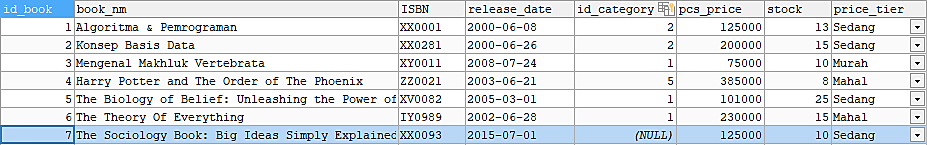 id_book book_nm ISBN release_date id_category pcs_price stock price_tier
1 Algoritma & Pemrograman XX0001 2000-06-08 2 125000 13 Sedang
2 Konsep Basis Data XX0281 2000-06-26 2 200000 15 Sedang
3 Mengenal Makhluk Vertebrata XY0011 2008-07-24 1 75000 10 Murah
4 Harry Potter and The Order of The Phoenix ZZ0021 2003-06-21 5 385000 8 Mahal
5 The Biology of Belief: Unleashing the Power of XV0082 2005-03-01 1 101000 25 Sedang
6 The Theory Of Everything IY0989 2002-06-28 1 230000 15 Mahal
7 The Sociology Book: Big Ideas Simply Explained XX0093 2015-07-01 (NULL) 125000 10 Sedang